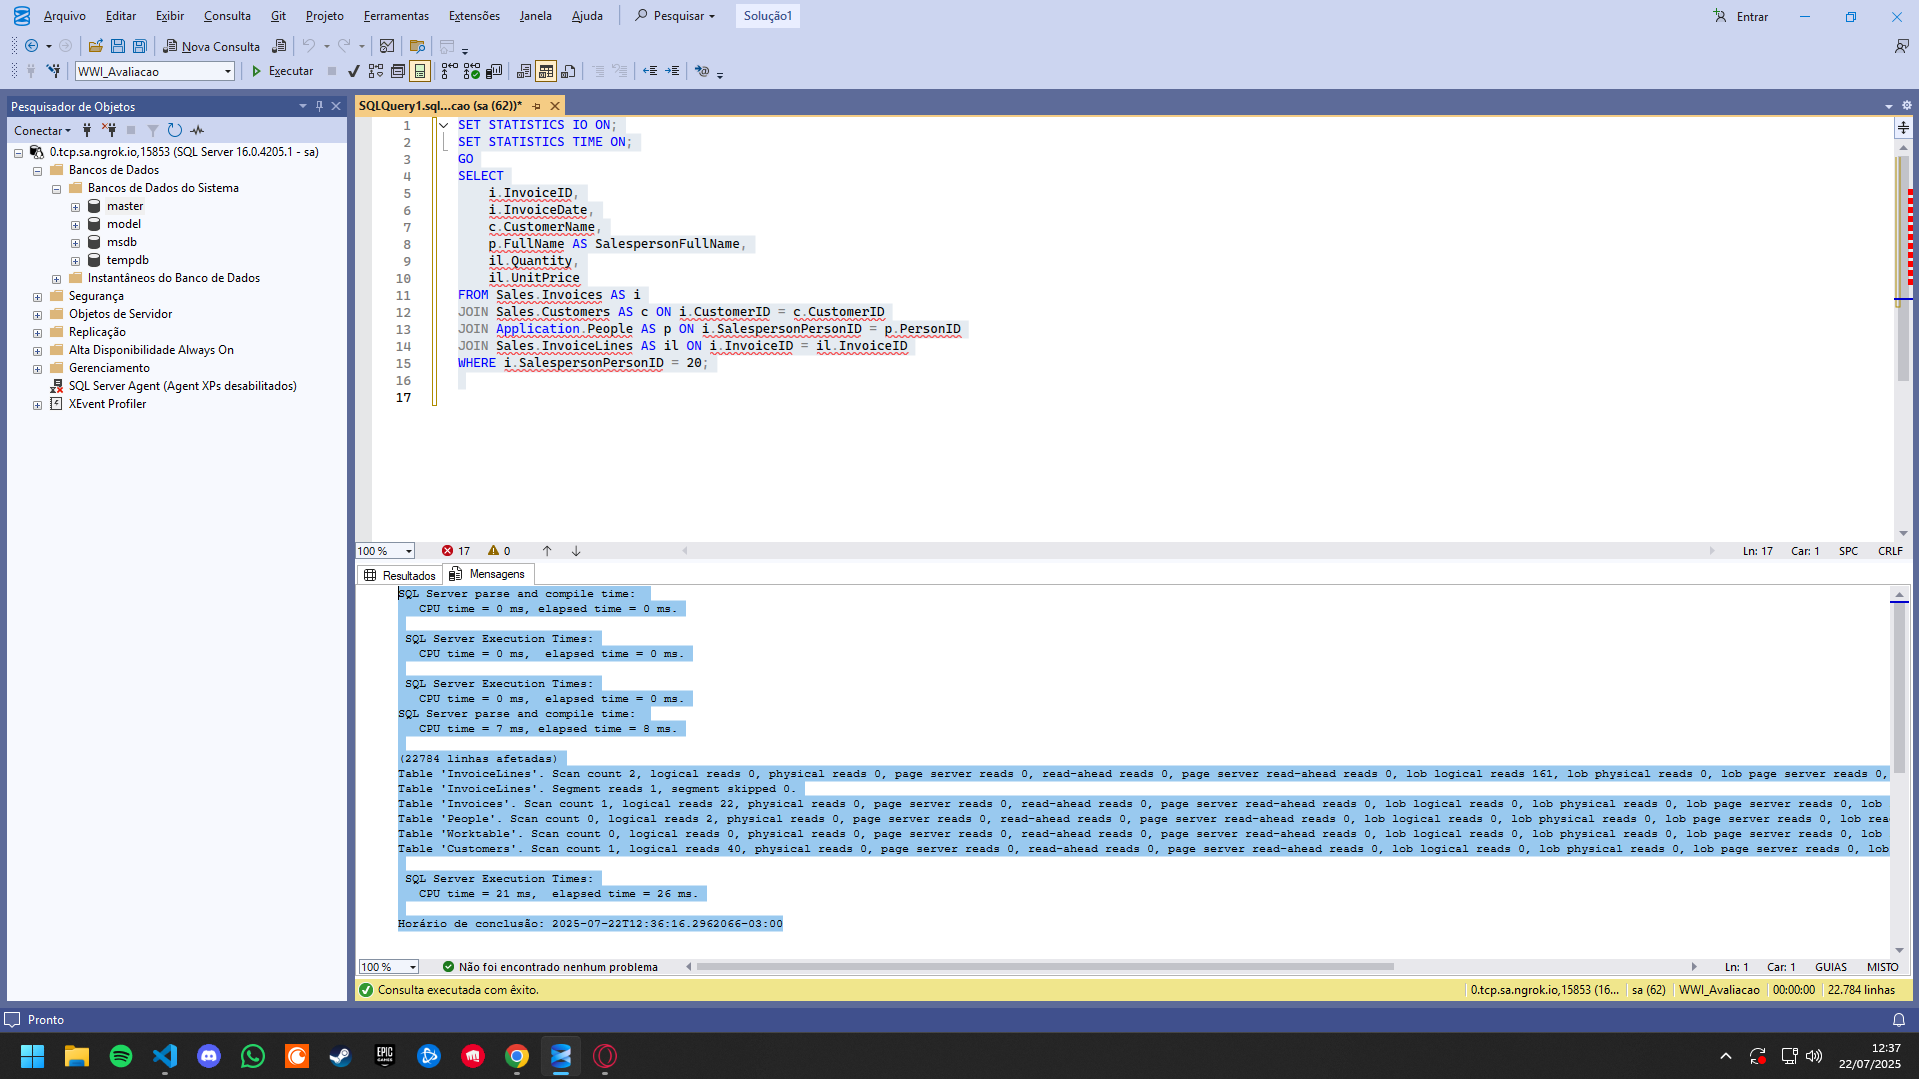 Arquivo Editar Exibir Consulta Git Projeto Ferramentas Extensões Janela Ajuda Pesquisar Solução1 Entrar
Nova Consulta
WWI_Avaliacao Executar
Pesquisador de Objetos
Conectar
0.tcp.sa.ngrok.io,15853 (SQL Server 16.0.4205.1 - sa)
Bancos de Dados
Bancos de Dados do Sistema
master
model
msdb
tempdb
Instantâneos do Banco de Dados
Segurança
Objetos de Servidor
Replicação
Alta Disponibilidade Always On
Gerenciamento
SQL Server Agent (Agent XPs desabilitados)
XEvent Profiler
SQLQuery1.sql...cao (sa (62))*
1 SET STATISTICS IO ON;
2 SET STATISTICS TIME ON;
3 GO
4 SELECT
5 i.InvoiceID,
6 i.InvoiceDate,
7 c.CustomerName,
8 p.FullName AS SalespersonFullName,
9 il.Quantity,
10 il.UnitPrice
11 FROM Sales.Invoices AS i
12 JOIN Sales.Customers AS c ON i.CustomerID = c.CustomerID
13 JOIN Application.People AS p ON i.SalespersonPersonID = p.PersonID
14 JOIN Sales.InvoiceLines AS il ON i.InvoiceID = il.InvoiceID
15 WHERE i.SalespersonPersonID = 20;
16
17
100 % 17 0 Ln: 17 Car: 1 SPC CRLF
Resultados Mensagens
SQL Server parse and compile time:
CPU time = 0 ms, elapsed time = 0 ms.
SQL Server Execution Times:
CPU time = 0 ms,  elapsed time = 0 ms.
SQL Server Execution Times:
CPU time = 0 ms,  elapsed time = 0 ms.
SQL Server parse and compile time:
CPU time = 7 ms, elapsed time = 8 ms.
(22784 linhas afetadas)
Table 'InvoiceLines'. Scan count 2, logical reads 0, physical reads 0, page server reads 0, read-ahead reads 0, page server read-ahead reads 0, lob logical reads 161, lob physical reads 0, lob page server reads 0,
Table 'InvoiceLines'. Segment reads 1, segment skipped 0.
Table 'Invoices'. Scan count 1, logical reads 22, physical reads 0, page server reads 0, read-ahead reads 0, page server read-ahead reads 0, lob logical reads 0, lob physical reads 0, lob page server reads 0, lob
Table 'People'. Scan count 0, logical reads 2, physical reads 0, page server reads 0, read-ahead reads 0, page server read-ahead reads 0, lob logical reads 0, lob physical reads 0, lob page server reads 0, lob rea
Table 'Worktable'. Scan count 0, logical reads 0, physical reads 0, page server reads 0, read-ahead reads 0, page server read-ahead reads 0, lob logical reads 0, lob physical reads 0, lob page server reads 0, lob
Table 'Customers'. Scan count 1, logical reads 40, physical reads 0, page server reads 0, read-ahead reads 0, page server read-ahead reads 0, lob logical reads 0, lob physical reads 0, lob page server reads 0, lob
SQL Server Execution Times:
CPU time = 21 ms,  elapsed time = 26 ms.
Horário de conclusão: 2025-07-22T12:36:16.2962066-03:00
100 % Não foi encontrado nenhum problema Ln: 1 Car: 1 GUIAS MISTO
Consulta executada com êxito. 0.tcp.sa.ngrok.io,15853 (16... sa (62) WWI_Avaliacao 00:00:00 22.784 linhas
Pronto
EPIC GAMES
12:37
22/07/2025